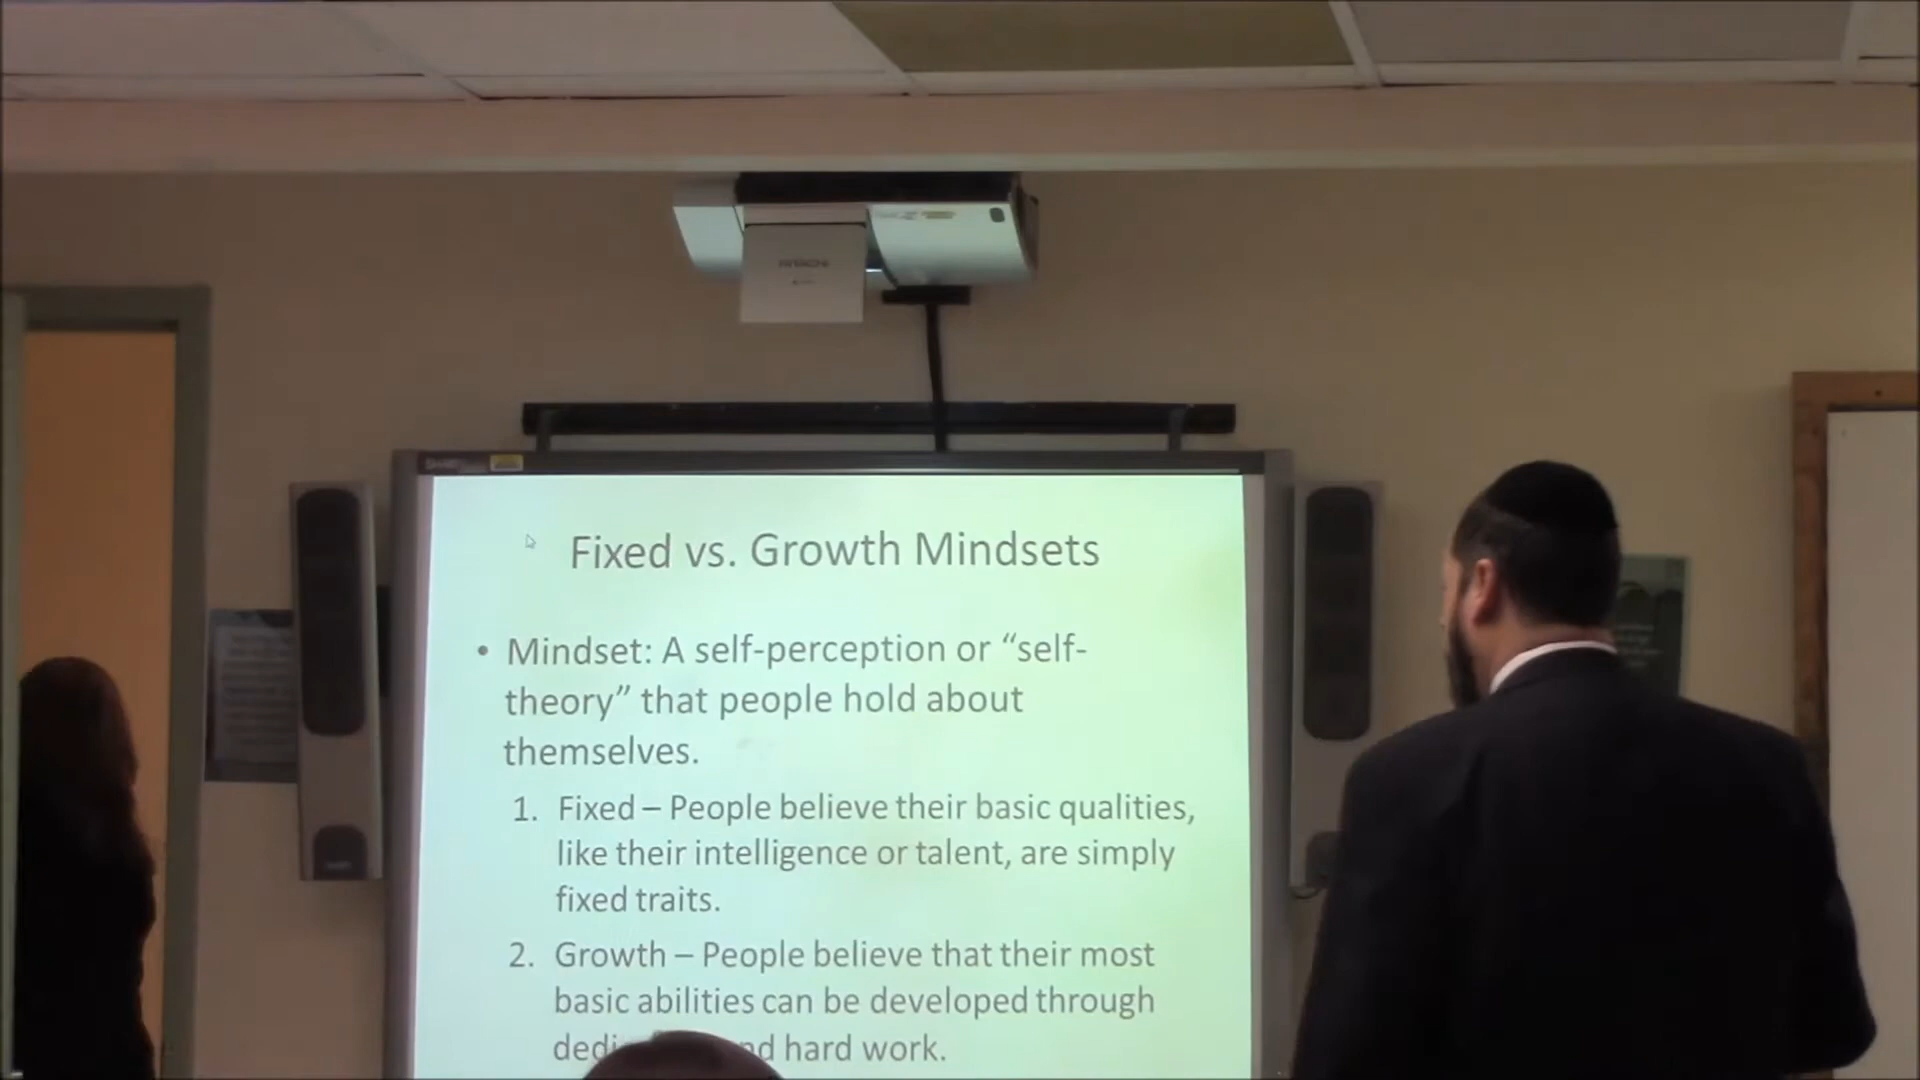 Fixed vs. Growth Mindsets
• Mindset: A self-perception or “self-
theory” that people hold about
themselves.
1. Fixed – People believe their basic qualities,
like their intelligence or talent, are simply
fixed traits.
2. Growth – People believe that their most
basic abilities can be developed through
hard work.